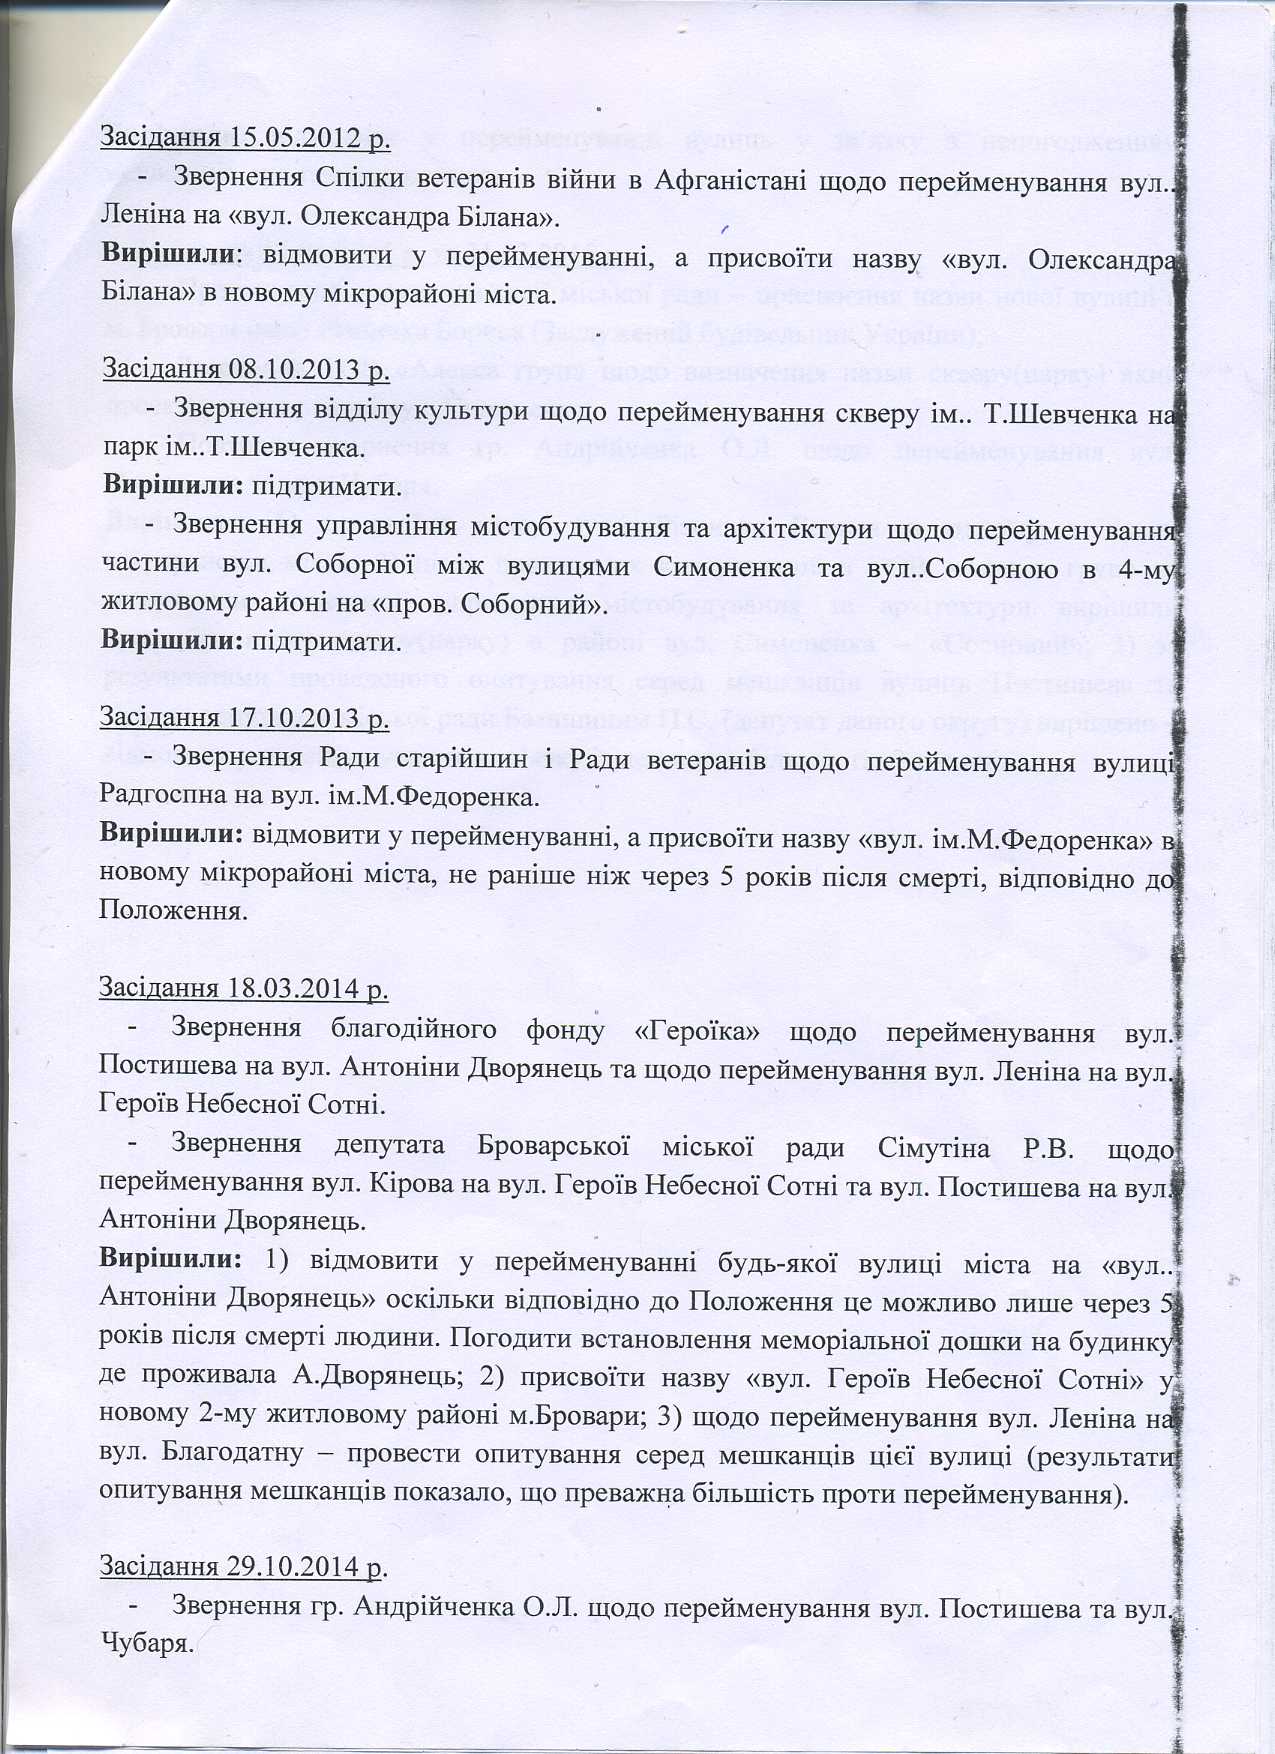 Засідання 15.05.2012 р.
- Звернення Спілки ветеранів війни в Афганістані щодо перейменування вул..
Леніна на «вул. Олександра Білана».
Вирішили: відмовити у перейменуванні, а присвоїти назву «вул. Олександра
Білана» в новому мікрорайоні міста.
Засідання 08.10.2013 р.
- Звернення відділу культури щодо перейменування скверу ім.. Т.Шевченка на
парк ім..Т.Шевченка.
Вирішили: підтримати.
- Звернення управління містобудування та архітектури щодо перейменування
частини вул. Соборної між вулицями Симоненка та вул..Соборною в 4-му
житловому районі на «пров. Соборний».
Вирішили: підтримати.
Засідання 17.10.2013 р.
- Звернення Ради старійшин і Ради ветеранів щодо перейменування вулиці
Радгоспна на вул. ім.М.Федоренка.
Вирішили: відмовити у перейменуванні, а присвоїти назву «вул. ім.М.Федоренка» в
новому мікрорайоні міста, не раніше ніж через 5 років після смерті, відповідно до
Положення.
Засідання 18.03.2014 р.
- Звернення благодійного фонду «Героїка» щодо перейменування вул.
Постишева на вул. Антоніни Дворянець та щодо перейменування вул. Леніна на вул.
Героїв Небесної Сотні.
- Звернення депутата Броварської міської ради Сімутіна Р.В. щодо
перейменування вул. Кірова на вул. Героїв Небесної Сотні та вул. Постишева на вул.
Антоніни Дворянець.
Вирішили: 1) відмовити у перейменуванні будь-якої вулиці міста на «вул..
Антоніни Дворянець» оскільки відповідно до Положення це можливо лише через 5
років після смерті людини. Погодити встановлення меморіальної дошки на будинку
де проживала А.Дворянець; 2) присвоїти назву «вул. Героїв Небесної Сотні» у
новому 2-му житловому районі м.Бровари; 3) щодо перейменування вул. Леніна на
вул. Благодатну – провести опитування серед мешканців цієї вулиці (результати
опитування мешканців показало, що преважна більшість проти перейменування).
Засідання 29.10.2014 р.
- Звернення гр. Андрійченка О.Л. щодо перейменування вул. Постишева та вул.
Чубаря.